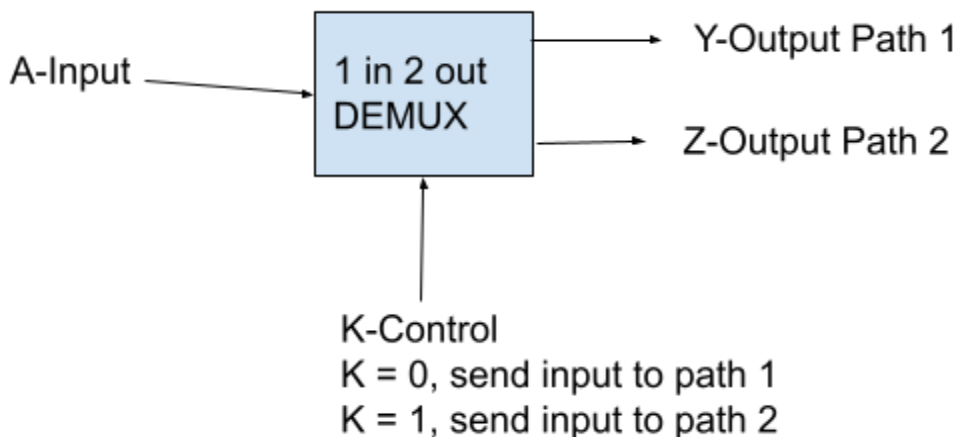 A-Input
1 in 2 out
DEMUX
Y-Output Path 1
Z-Output Path 2
K-Control
K = 0, send input to path 1
K = 1, send input to path 2